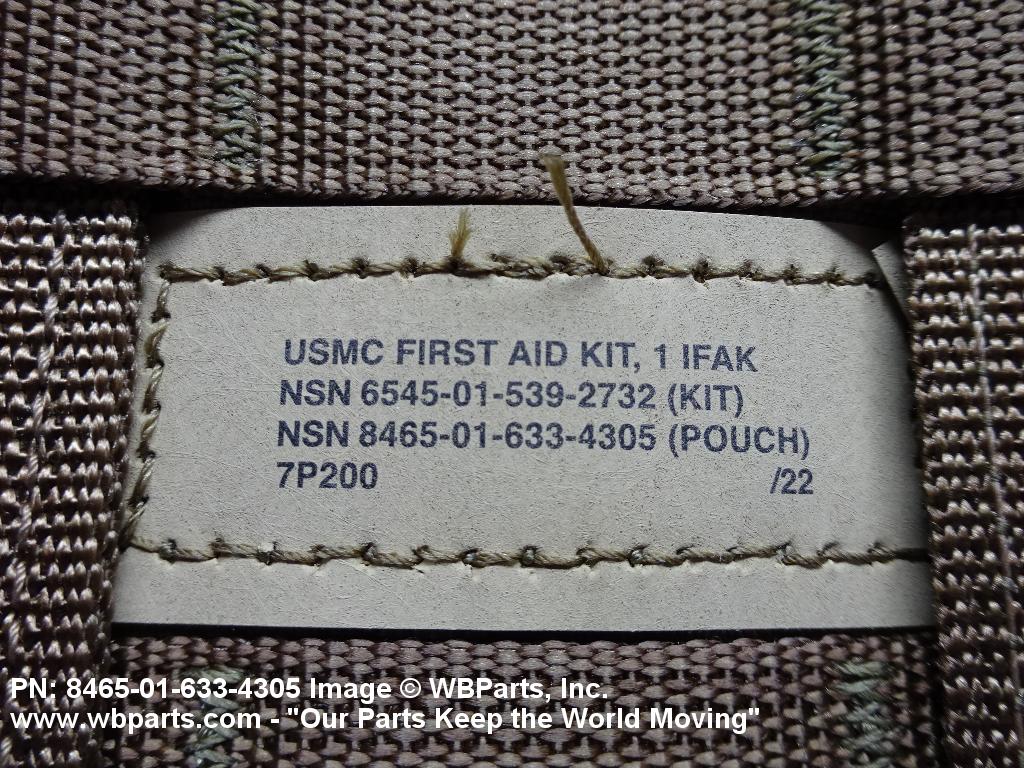 USMC FIRST AID KIT, 1 IFAK
NSN 6545-01-539-2732 (KIT)
NSN 8465-01-633-4305 (POUCH)
7P200 /22
PN: 8465-01-633-4305 Image © WBParts, Inc.
www.wbparts.com - "Our Parts Keep the World Moving"